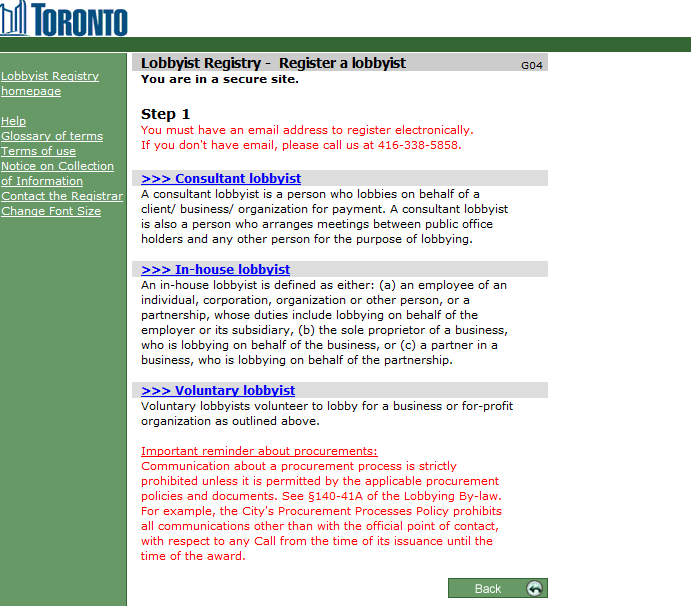 TORONTO
Lobbyist Registry - Register a lobbyist
G04
You are in a secure site.
Lobbyist Registry
homepage
Help
Glossary of terms
Terms of use
Notice on Collection
of Information
Contact the Registrar
Change Font Size
Step 1
You must have an email address to register electronically.
If you don't have email, please call us at 416-338-5858.
>>> Consultant lobbyist
A consultant lobbyist is a person who lobbies on behalf of a
client/ business/ organization for payment. A consultant lobbyist
is also a person who arranges meetings between public office
holders and any other person for the purpose of lobbying.
>>> In-house lobbyist
An in-house lobbyist is defined as either: (a) an employee of an
individual, corporation, organization or other person, or a
partnership, whose duties include lobbying on behalf of the
employer or its subsidiary, (b) the sole proprietor of a business,
who is lobbying on behalf of the business, or (c) a partner in a
business, who is lobbying on behalf of the partnership.
>>> Voluntary lobbyist
Voluntary lobbyists volunteer to lobby for a business or for-profit
organization as outlined above.
Important reminder about procurements:
Communication about a procurement process is strictly
prohibited unless it is permitted by the applicable procurement
policies and documents. See §140-41A of the Lobbying By-law.
For example, the City's Procurement Processes Policy prohibits
all communications other than with the official point of contact,
with respect to any Call from the time of its issuance until the
time of the award.
Back